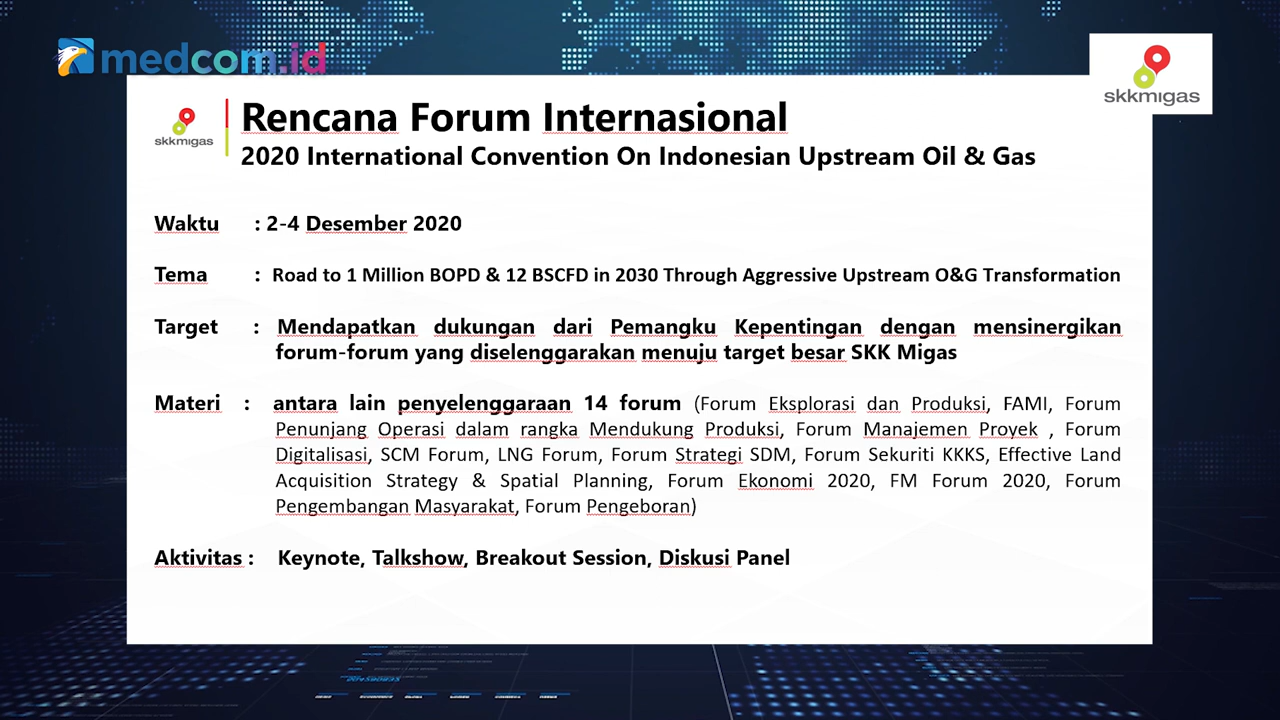 medcom.id
skkmigas
skkmigas
Rencana Forum Internasional
2020 International Convention On Indonesian Upstream Oil & Gas
Waktu : 2-4 Desember 2020
Tema : Road to 1 Million BOPD & 12 BSCFD in 2030 Through Aggressive Upstream O&G Transformation
Target : Mendapatkan dukungan dari Pemangku Kepentingan dengan mensinergikan
forum-forum yang diselenggarakan menuju target besar SKK Migas
Materi : antara lain penyelenggaraan 14 forum (Forum Eksplorasi dan Produksi, FAMI, Forum
Penunjang Operasi dalam rangka Mendukung Produksi, Forum Manajemen Proyek , Forum
Digitalisasi, SCM Forum, LNG Forum, Forum Strategi SDM, Forum Sekuriti KKKS, Effective Land
Acquisition Strategy & Spatial Planning, Forum Ekonomi 2020, FM Forum 2020, Forum
Pengembangan Masyarakat, Forum Pengeboran)
Aktivitas : Keynote, Talkshow, Breakout Session, Diskusi Panel